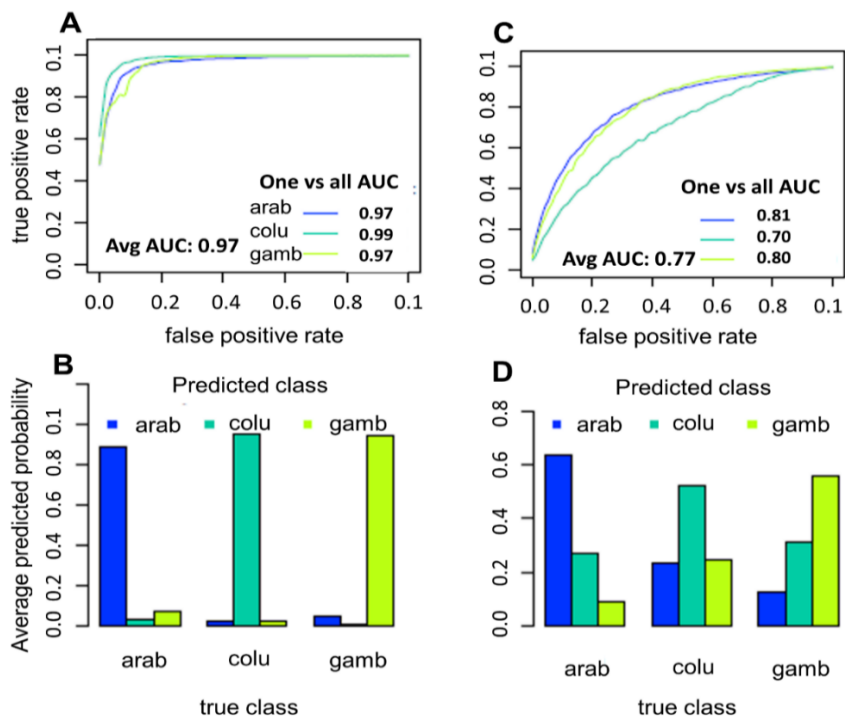 A
true positive rate
0.1
0.8
0.6
0.4
0.2
0.0
One vs all AUC
arab 0.97
colu 0.99
gamb 0.97
Avg AUC: 0.97
:
0.0 0.2 0.4 0.6 0.8 0.1
false positive rate
C
0.1
0.8
0.6
0.4
0.2
0.0
One vs all AUC
0.81
0.70
0.80
Avg AUC: 0.77
0.0 0.2 0.4 0.6 0.8 0.1
false positive rate
B
Average predicted probability
Predicted class
arab colu gamb
0.1
0.8
0.6
0.4
0.2
0.0
arab colu gamb
true class
D
Predicted class
arab colu gamb
0.8
0.6
0.4
0.2
0.0
arab colu gamb
true class